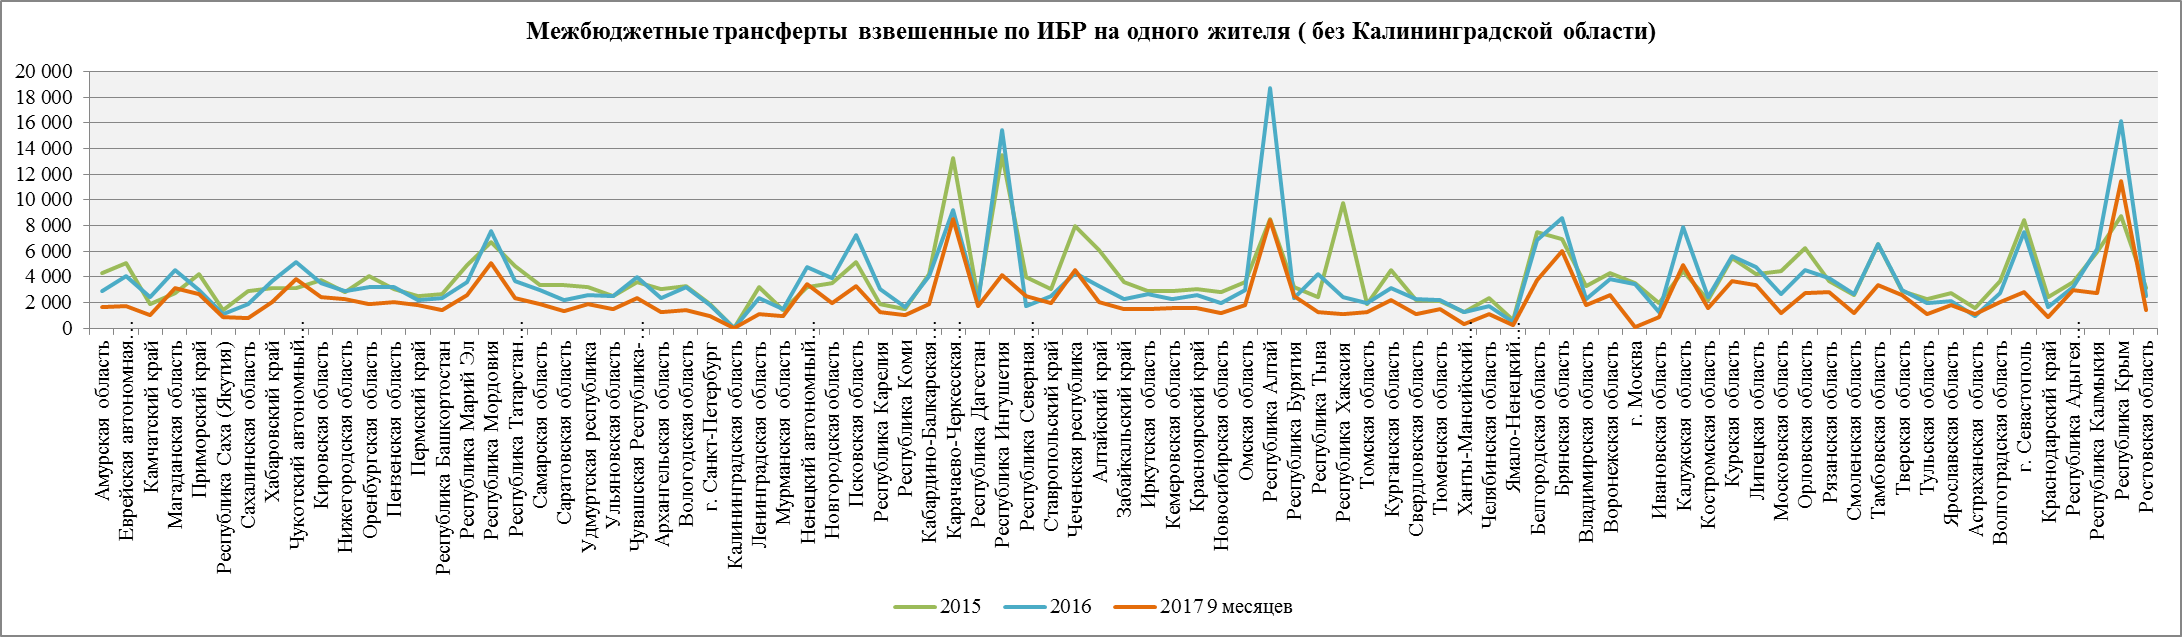 Межбюджетные трансферты взвешенные по ИБР на одного жителя ( без Калининградской области)
20 000
18 000
16 000
14 000
12 000
10 000
8 000
6 000
4 000
2 000
0
Амурская область
Еврейская автономная…
Камчатский край
Магаданская область
Приморский край
Республика Саха (Якутия)
Сахалинская область
Хабаровский край
Чукотский автономный…
Кировская область
Нижегородская область
Оренбургская область
Пензенская область
Пермский край
Республика Башкортостан
Республика Марий Эл
Республика Мордовия
Республика Татарстан…
Самарская область
Саратовская область
Удмуртская республика
Ульяновская область
Чувашская Республика-…
Архангельская область
Вологодская область
г. Санкт-Петербург
Калининградская область
Ленинградская область
Мурманская область
Ненецкий автономный…
Новгородская область
Псковская область
Республика Карелия
Республика Коми
Кабардино-Балкарская…
Карачаево-Черкесская…
Республика Дагестан
Республика Ингушетия
Республика Северная…
Ставропольский край
Чеченская республика
Алтайский край
Забайкальский край
Иркутская область
Кемеровская область
Красноярский край
Новосибирская область
Омская область
Республика Алтай
Республика Бурятия
Республика Тыва
Республика Хакасия
Томская область
Курганская область
Свердловская область
Тюменская область
Ханты-Мансийский…
Челябинская область
Ямало-Ненецкий…
Белгородская область
Брянская область
Владимирская область
Воронежская область
г. Москва
Ивановская область
Калужская область
Костромская область
Курская область
Липецкая область
Московская область
Орловская область
Рязанская область
Смоленская область
Тамбовская область
Тверская область
Тульская область
Ярославская область
Астраханская область
Волгоградская область
г. Севастополь
Краснодарский край
Республика Адыгея…
Республика Калмыкия
Республика Крым
Ростовская область
2015
2016
2017 9 месяцев